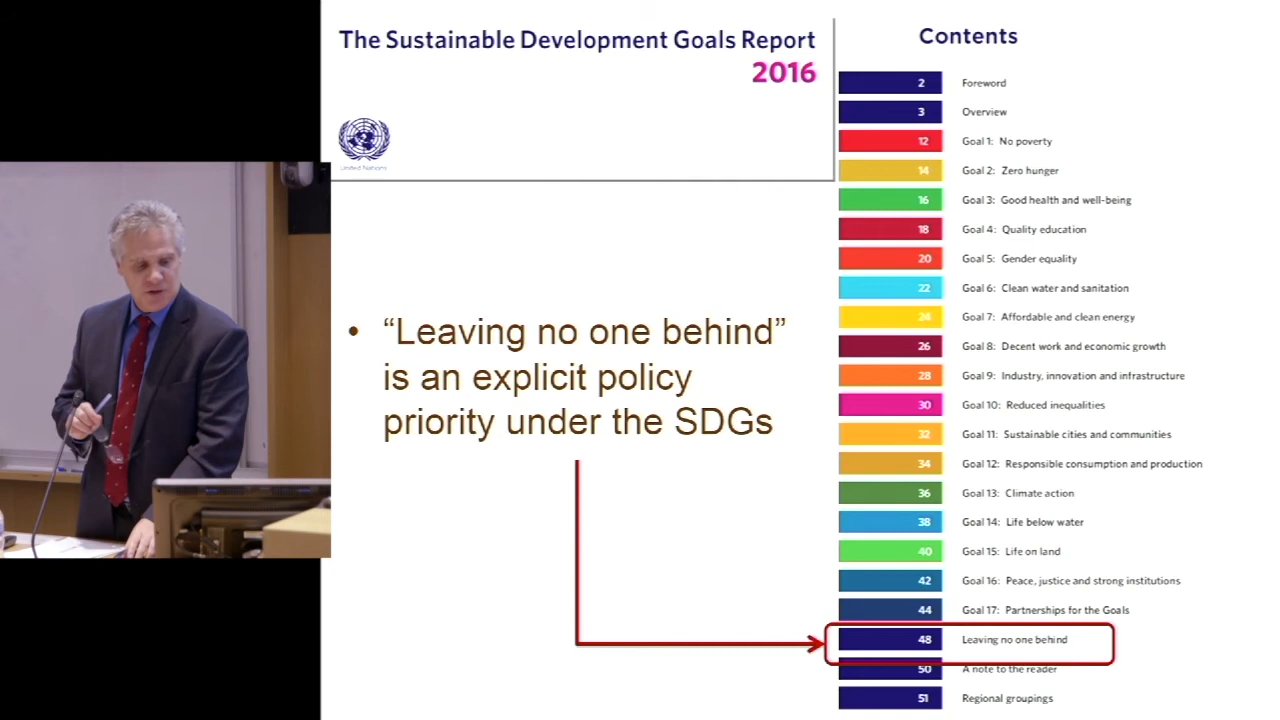 The Sustainable Development Goals Report
2016
United Nations
• “Leaving no one behind”
is an explicit policy
priority under the SDGs
Contents
2 Foreword
3 Overview
12 Goal 1: No poverty
14 Goal 2: Zero hunger
16 Goal 3: Good health and well-being
18 Goal 4: Quality education
20 Goal 5: Gender equality
22 Goal 6: Clean water and sanitation
24 Goal 7: Affordable and clean energy
26 Goal 8: Decent work and economic growth
28 Goal 9: Industry, innovation and infrastructure
30 Goal 10: Reduced inequalities
32 Goal 11: Sustainable cities and communities
34 Goal 12: Responsible consumption and production
36 Goal 13: Climate action
38 Goal 14: Life below water
40 Goal 15: Life on land
42 Goal 16: Peace, justice and strong institutions
44 Goal 17: Partnerships for the Goals
48 Leaving no one behind
50 A note to the reader
51 Regional groupings